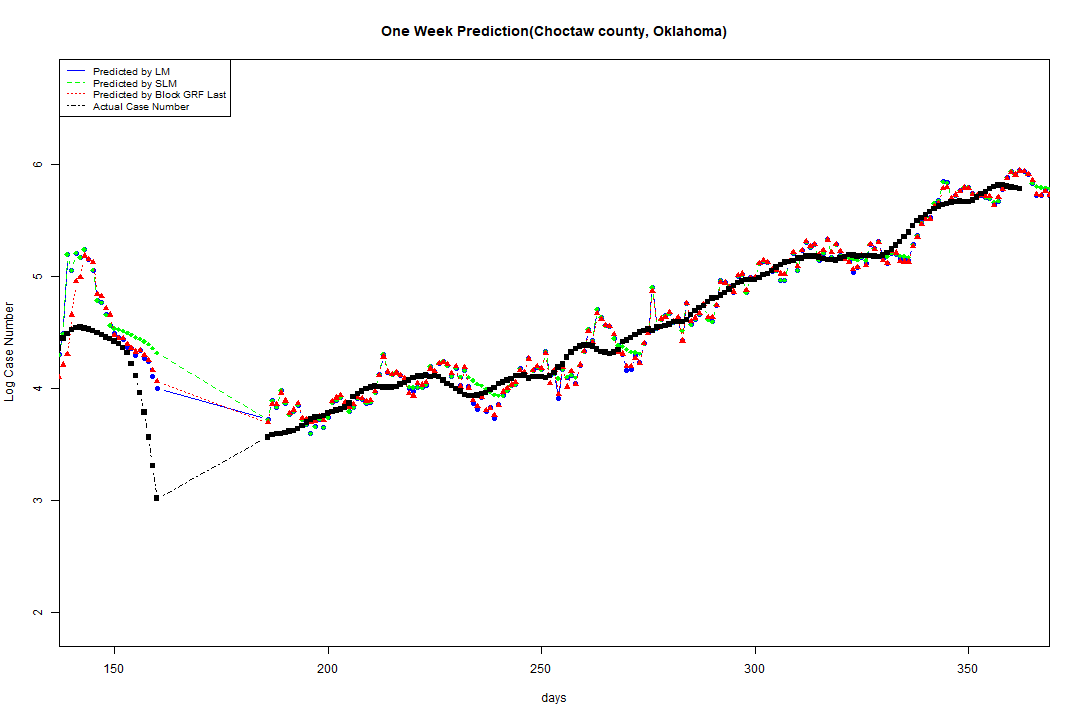 One Week Prediction(Choctaw county, Oklahoma)
Predicted by LM
Predicted by SLM
Predicted by Block GRF Last
Actual Case Number
Log Case Number
6
5
4
3
2
150 200 250 300 350
days